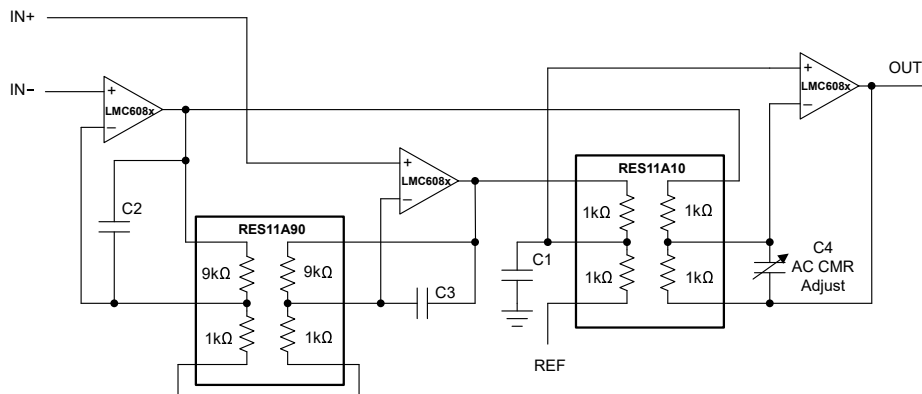 IN+
OUT
IN−
+
LMC608x
−
+
LMC608x
−
+
LMC608x
−
RES11A10
RES11A90
C2
1kΩ
1kΩ
9kΩ
9kΩ
C3
C1
1kΩ
1kΩ
C4
AC CMR
Adjust
1kΩ
1kΩ
REF